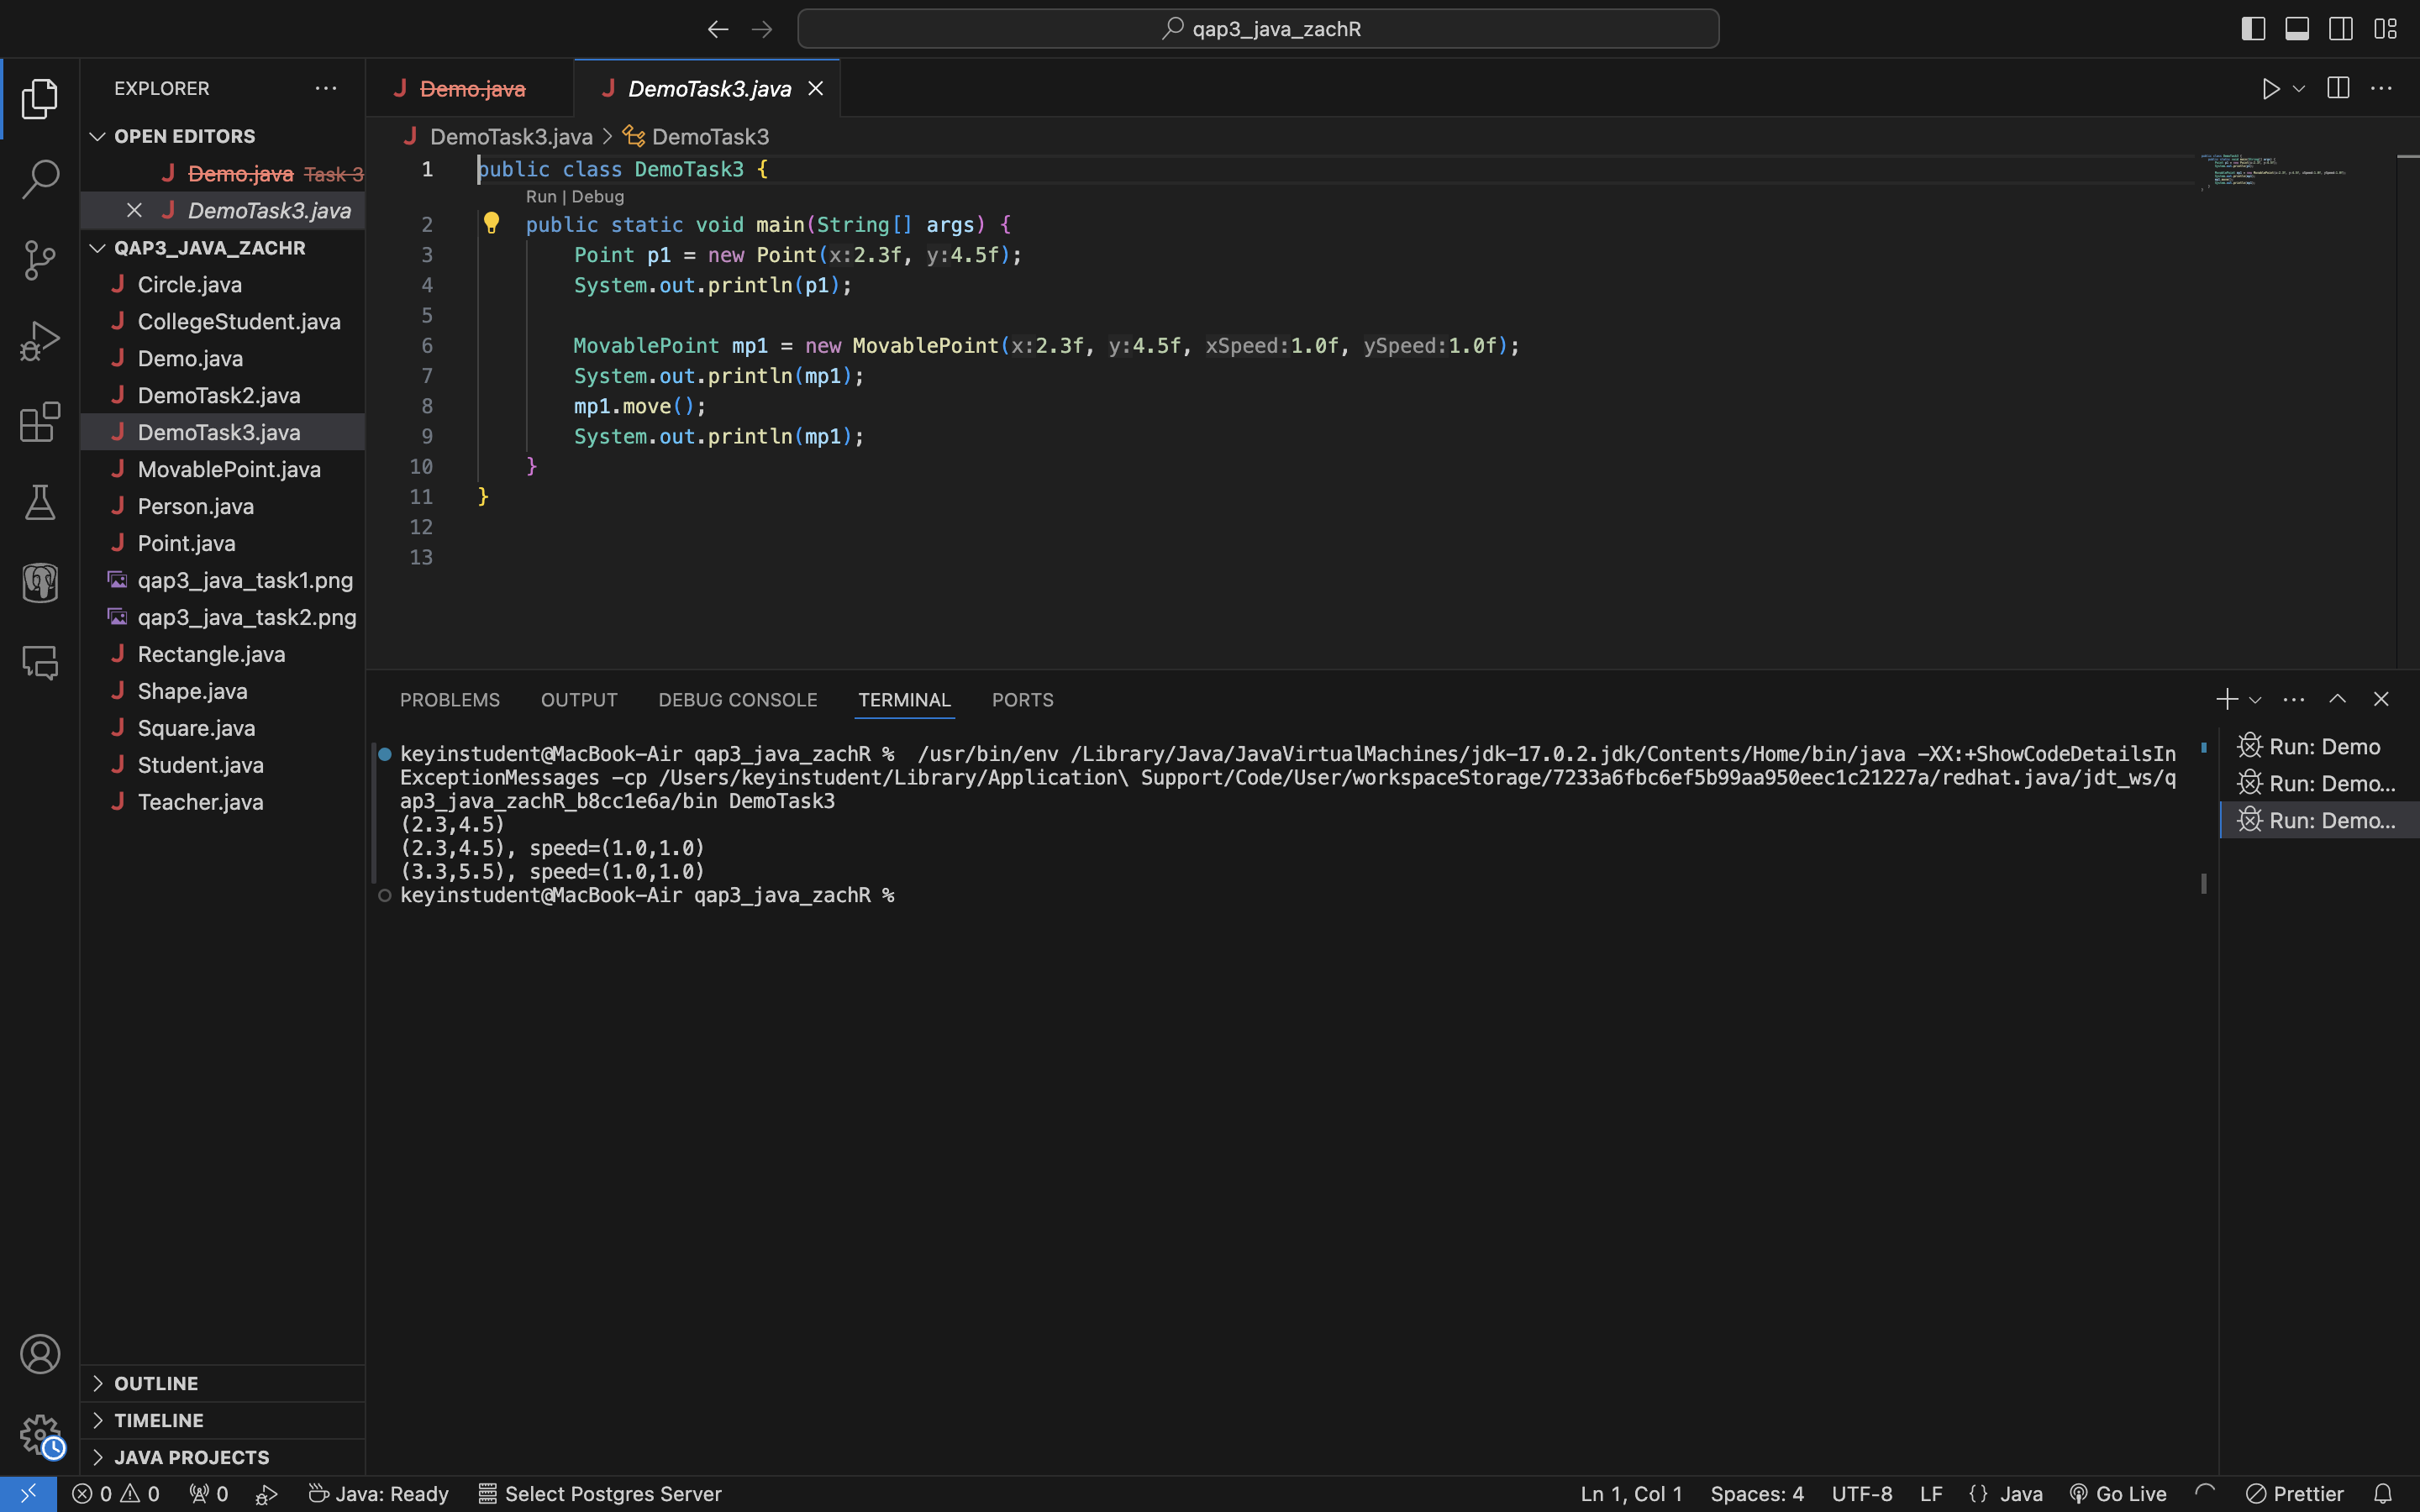 qap3_java_zachR
EXPLORER
OPEN EDITORS
Demo.java Task 3
DemoTask3.java
QAP3_JAVA_ZACHR
Circle.java
CollegeStudent.java
Demo.java
DemoTask2.java
DemoTask3.java
MovablePoint.java
Person.java
Point.java
qap3_java_task1.png
qap3_java_task2.png
Rectangle.java
Shape.java
Square.java
Student.java
Teacher.java
OUTLINE
TIMELINE
JAVA PROJECTS
Demo.java
DemoTask3.java
DemoTask3.java > DemoTask3
1 public class DemoTask3 {
Run | Debug
2 public static void main(String[] args) {
3 Point p1 = new Point(x:2.3f, y:4.5f);
4 System.out.println(p1);
5
6 MovablePoint mp1 = new MovablePoint(x:2.3f, y:4.5f, xSpeed:1.0f, ySpeed:1.0f);
7 System.out.println(mp1);
8 mp1.move();
9 System.out.println(mp1);
10 }
11 }
12
13
PROBLEMS OUTPUT DEBUG CONSOLE TERMINAL PORTS
keyinstudent@MacBook-Air qap3_java_zachR % /usr/bin/env /Library/Java/JavaVirtualMachines/jdk-17.0.2.jdk/Contents/Home/bin/java -XX:+ShowCodeDetailsIn
ExceptionMessages -cp /Users/keyinstudent/Library/Application\ Support/Code/User/workspaceStorage/7233a6fbc6ef5b99aa950eec1c21227a/redhat.java/jdt_ws/q
ap3_java_zachR_b8cc1e6a/bin DemoTask3
(2.3,4.5)
(2.3,4.5), speed=(1.0,1.0)
(3.3,5.5), speed=(1.0,1.0)
keyinstudent@MacBook-Air qap3_java_zachR %
Run: Demo
Run: Demo...
Run: Demo...
0 0 0 Java: Ready Select Postgres Server Ln 1, Col 1 Spaces: 4 UTF-8 LF {} Java Go Live Prettier